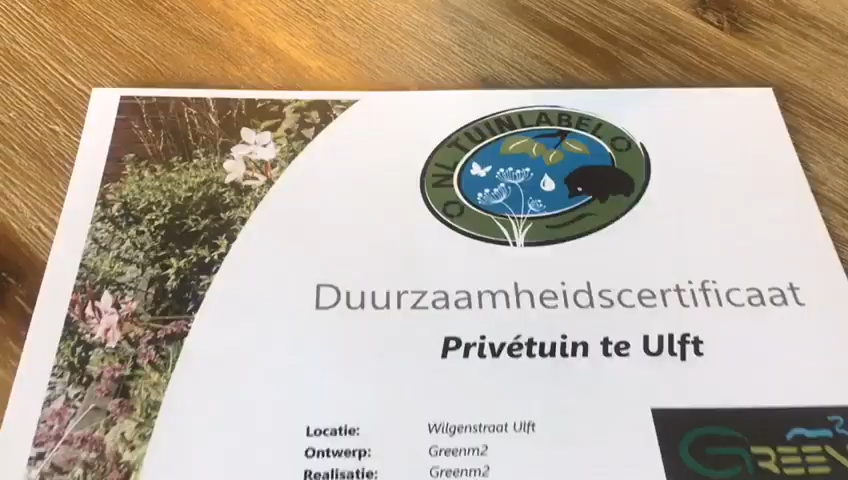 NL TUINLABEL
Duurzaamheidscertificaat
Privétuin te Ulft
Locatie: Wilgenstraat Ulft
Ontwerp: Greenm2
Realisatie: Greenm2